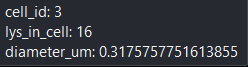 cell_id: 3
lys_in_cell: 16
diameter_um: 0.3175757751613855